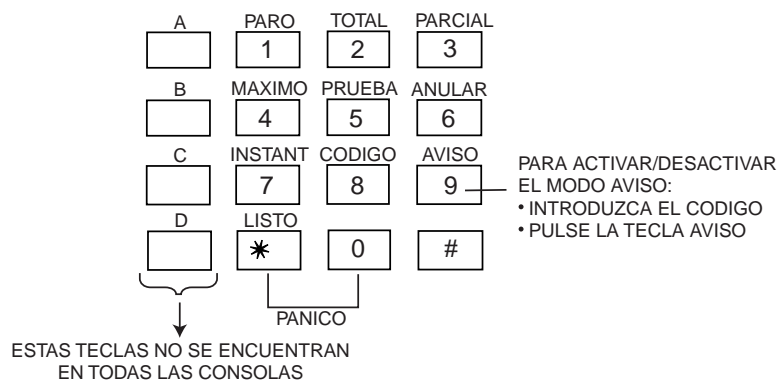 A PARO TOTAL PARCIAL
1 2 3
B MAXIMO PRUEBA ANULAR
4 5 6
C INSTANT CODIGO AVISO
7 8 9
PARA ACTIVAR/DESACTIVAR
EL MODO AVISO:
• INTRODUZCA EL CODIGO
• PULSE LA TECLA AVISO
D LISTO
* 0 #
PANICO
ESTAS TECLAS NO SE ENCUENTRAN
EN TODAS LAS CONSOLAS